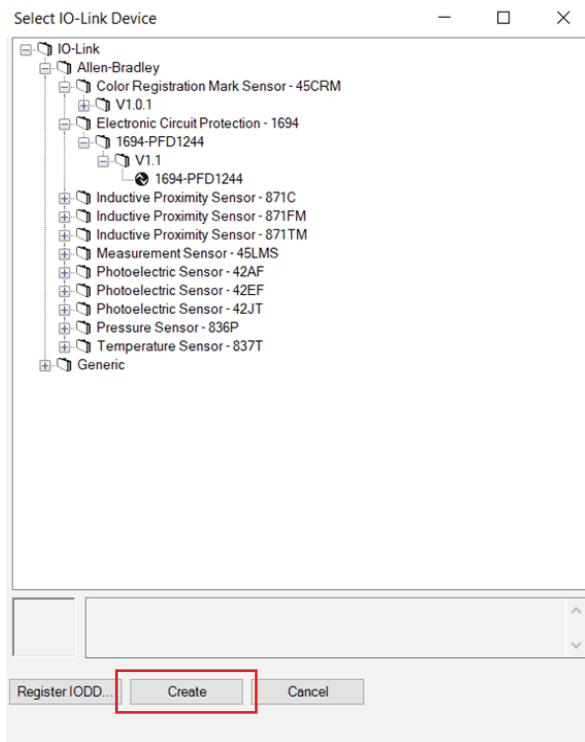 Select IO-Link Device
IO-Link
Allen-Bradley
Color Registration Mark Sensor - 45CRM
V1.0.1
Electronic Circuit Protection - 1694
1694-PFD1244
V1.1
1694-PFD1244
Inductive Proximity Sensor - 871C
Inductive Proximity Sensor - 871FM
Inductive Proximity Sensor - 871TM
Measurement Sensor - 45LMS
Photoelectric Sensor - 42AF
Photoelectric Sensor - 42EF
Photoelectric Sensor - 42JT
Pressure Sensor - 836P
Temperature Sensor - 837T
Generic
Register IODD... Create Cancel